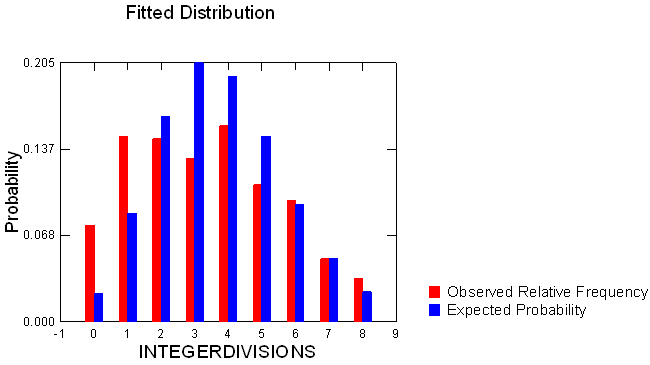 Fitted Distribution
0.205
0.137
0.068
0.000
Probability
-1 0 1 2 3 4 5 6 7 8 9
INTEGERDIVISIONS
Observed Relative Frequency
Expected Probability